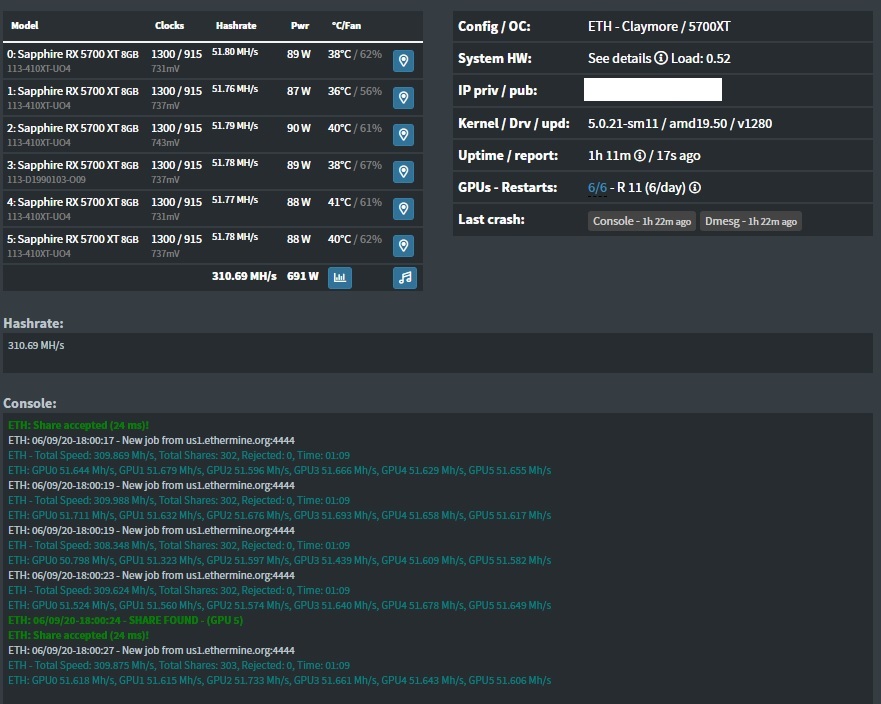 Model Clocks Hashrate Pwr °C/Fan
0: Sapphire RX 5700 XT 8GB 1300 / 915 51.80 MH/s 89 W 38°C / 62%
113-410XT-UO4 731mV
1: Sapphire RX 5700 XT 8GB 1300 / 915 51.76 MH/s 87 W 36°C / 56%
113-410XT-UO4 737mV
2: Sapphire RX 5700 XT 8GB 1300 / 915 51.79 MH/s 90 W 40°C / 61%
113-410XT-UO4 743mV
3: Sapphire RX 5700 XT 8GB 1300 / 915 51.78 MH/s 89 W 38°C / 67%
113-D1990103-O09 737mV
4: Sapphire RX 5700 XT 8GB 1300 / 915 51.77 MH/s 88 W 41°C / 61%
113-410XT-UO4 731mV
5: Sapphire RX 5700 XT 8GB 1300 / 915 51.78 MH/s 88 W 40°C / 62%
113-410XT-UO4 737mV
310.69 MH/s 691 W
Config / OC: ETH - Claymore / 5700XT
System HW: See details Load: 0.52
IP priv / pub:
Kernel / Drv / upd: 5.0.21-sm11 / amd19.50 / v1280
Uptime / report: 1h 11m / 17s ago
GPUs - Restarts: 6/6 - R 11 (6/day)
Last crash: Console - 1h 22m ago Dmesg - 1h 22m ago
Hashrate:
310.69 MH/s
Console:
ETH: Share accepted (24 ms)!
ETH: 06/09/20-18:00:17 - New job from us1.ethermine.org:4444
ETH - Total Speed: 309.869 Mh/s, Total Shares: 302, Rejected: 0, Time: 01:09
ETH: GPU0 51.644 Mh/s, GPU1 51.679 Mh/s, GPU2 51.596 Mh/s, GPU3 51.666 Mh/s, GPU4 51.629 Mh/s, GPU5 51.655 Mh/s
ETH: 06/09/20-18:00:19 - New job from us1.ethermine.org:4444
ETH - Total Speed: 309.988 Mh/s, Total Shares: 302, Rejected: 0, Time: 01:09
ETH: GPU0 51.711 Mh/s, GPU1 51.632 Mh/s, GPU2 51.676 Mh/s, GPU3 51.693 Mh/s, GPU4 51.658 Mh/s, GPU5 51.617 Mh/s
ETH: 06/09/20-18:00:19 - New job from us1.ethermine.org:4444
ETH - Total Speed: 308.348 Mh/s, Total Shares: 302, Rejected: 0, Time: 01:09
ETH: GPU0 50.798 Mh/s, GPU1 51.323 Mh/s, GPU2 51.597 Mh/s, GPU3 51.439 Mh/s, GPU4 51.609 Mh/s, GPU5 51.582 Mh/s
ETH: 06/09/20-18:00:23 - New job from us1.ethermine.org:4444
ETH - Total Speed: 309.624 Mh/s, Total Shares: 302, Rejected: 0, Time: 01:09
ETH: GPU0 51.524 Mh/s, GPU1 51.560 Mh/s, GPU2 51.574 Mh/s, GPU3 51.640 Mh/s, GPU4 51.678 Mh/s, GPU5 51.649 Mh/s
ETH: 06/09/20-18:00:24 - SHARE FOUND - (GPU 5)
ETH: Share accepted (24 ms)!
ETH: 06/09/20-18:00:27 - New job from us1.ethermine.org:4444
ETH - Total Speed: 309.875 Mh/s, Total Shares: 303, Rejected: 0, Time: 01:09
ETH: GPU0 51.618 Mh/s, GPU1 51.615 Mh/s, GPU2 51.733 Mh/s, GPU3 51.661 Mh/s, GPU4 51.643 Mh/s, GPU5 51.606 Mh/s